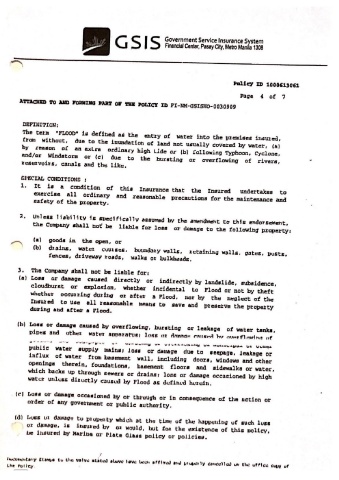 GSIS
Government Service Insurance System
Financial Center, Pasay City, Metro Manila 1308
Policy ID 1000613061
Page 4 of 7
ATTACHED TO AND FORMING PART OF THE POLICY ID FI-NM-GSISHO-0030909
DEFINITION:
The term "FLOOD" is defined as the entry of water into the premises insured,
from without, due to the inundation of land not usually covered by water, (a)
by reason of an extra ordinary high tide or (b) following Typhoon, Cyclone,
and/or Windstorm or (c) due to the bursting or overflowing of rivers,
reservoirs, canals and the like.
SPECIAL CONDITIONS :
1. It is a condition of this Insurance that the Insured undertakes to
exercise all ordinary and reasonable precautions for the maintenance and
safety of the property.
2. Unless liability is specifically assumed by the amendment to this endorsement,
the Company shall not be liable for loss or damage to the following property:
(a) goods in the open, or
(b) drains, water courses, boundary walls, retaining walls, gates, posts,
fences, driveway roads, walks or bulkheads.
3. The Company shall not be liable for:
(a) Loss or damage caused directly or indirectly by landslide, subsidence,
cloudburst or explosion, whether incidental to Flood or not by theft
whether occurring during or after a Flood, nor by the neglect of the
Insured to use all reasonable means to save and preserve the property
during and after a Flood.
(b) Loss or damage caused by overflowing, bursting or leakage of water tanks,
pipes and other water apparatus; loss or damage caused by overflowing of
public water supply mains; loss or damage due to seepage, leakage or
influx of water from basement wall, including doors, windows and other
openings therein, foundations, basement floors and sidewalks or water,
which backs up through sewers or drains; loss or damage occasioned by high
water unless directly caused by Flood as defined herein.
(c) Loss or damage occasioned by or through or in consequence of the action or
order of any government or public authority.
(d) Loss or damage to property which at the time of the happening of such loss
or damage, is insured by or would, but for the existence of this policy,
be insured by Marine or Plate Glass policy or policies.
Documentary Stamps to the value stated above have been affixed and properly cancelled on the office copy of
the Policy.